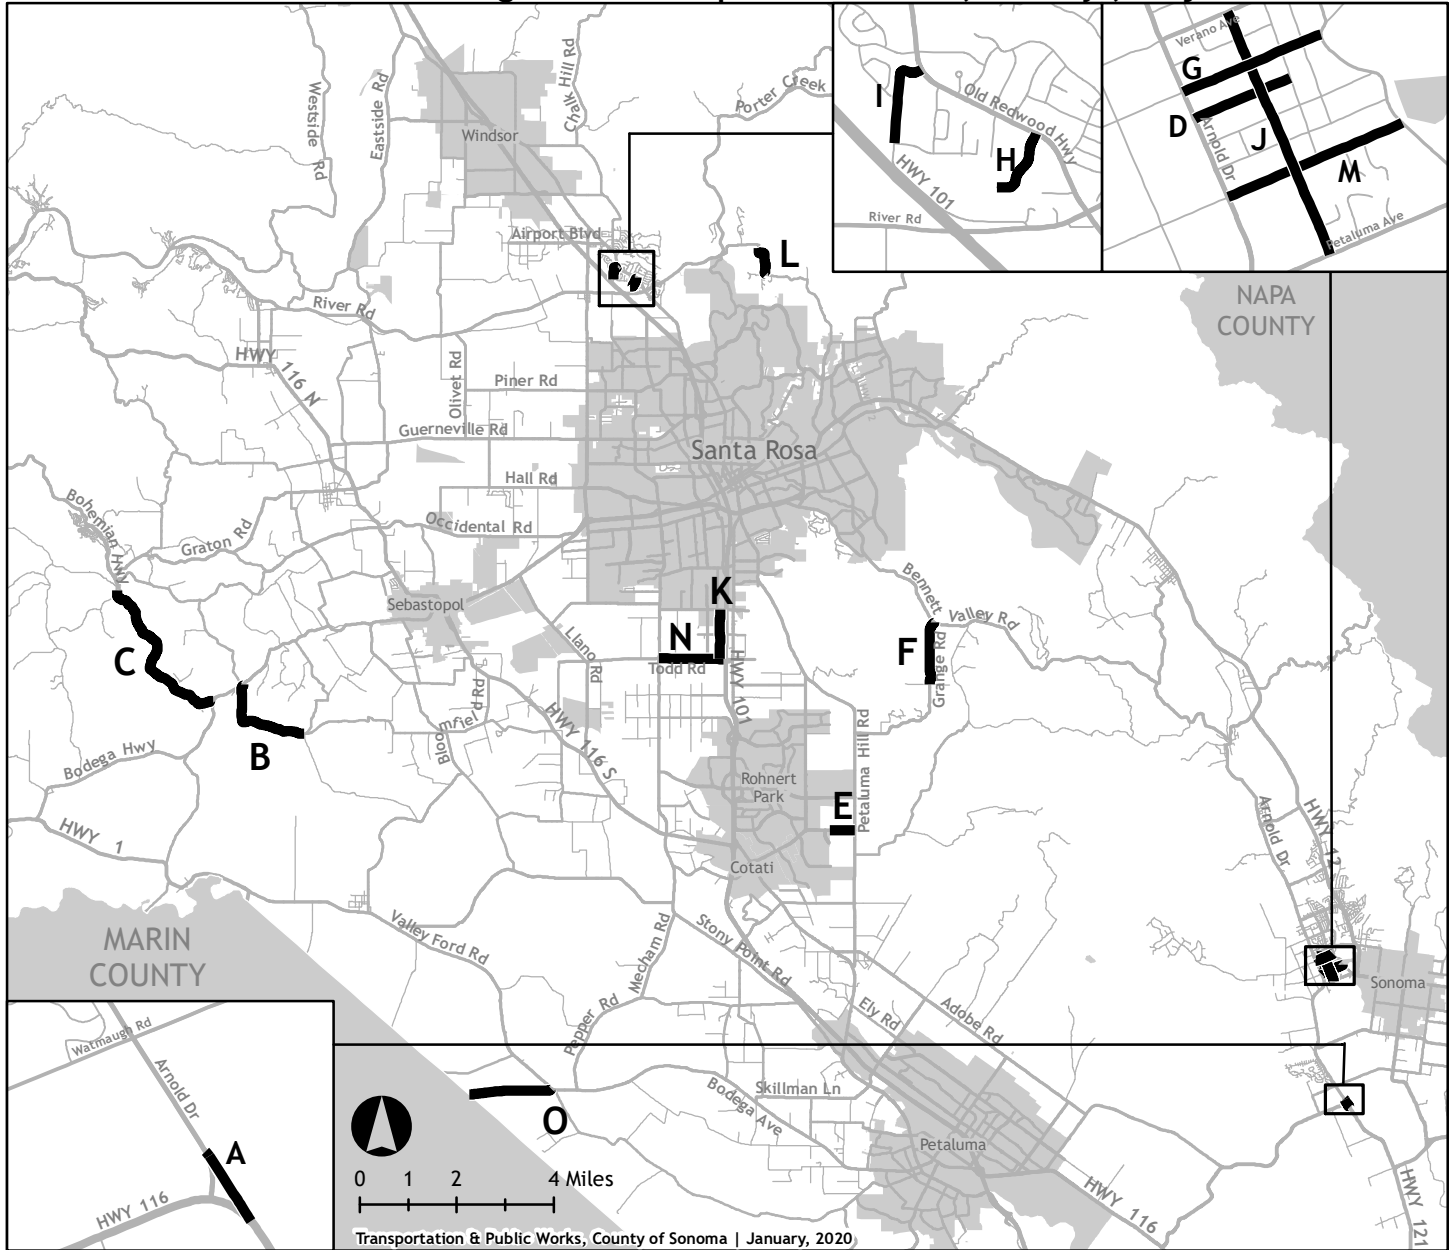 Westside Rd
Eastside Rd
Chalk Hill Rd
Porter Creek
Windsor
Airport Blvd
L
I
Old Redwood Hwy
H
HWY 101
River Rd
Verano Ave
G
D
Arnold Dr
J
M
Petaluma Ave
NAPA
COUNTY
River Rd
HWY 116 N
Olivet Rd
Piner Rd
Guerneville Rd
Santa Rosa
Hall Rd
Occidental Rd
Bohemian Hwy
Graton Rd
Sebastopol
Bennett Valley Rd
K
N
Todd Rd
F
Grange Rd
C
B
Llano Rd
HWY 101
Bloomfield Rd
HWY 116 S
Bodega Hwy
Petaluma Hill Rd
Rohnert
Park
E
HWY 1
Cotati
Arnold Dr
HWY 12
MARIN
COUNTY
Valley Ford Rd
Mecham Rd
Stony Point Rd
Sonoma
Ely Rd
Adobe Rd
Pepper Rd
Watmaugh Rd
Arnold Dr
A
HWY 116
O
Skillman Ln
Bodega Ave
Petaluma
HWY 116
HWY 121
0 1 2 4 Miles
Transportation & Public Works, County of Sonoma | January, 2020